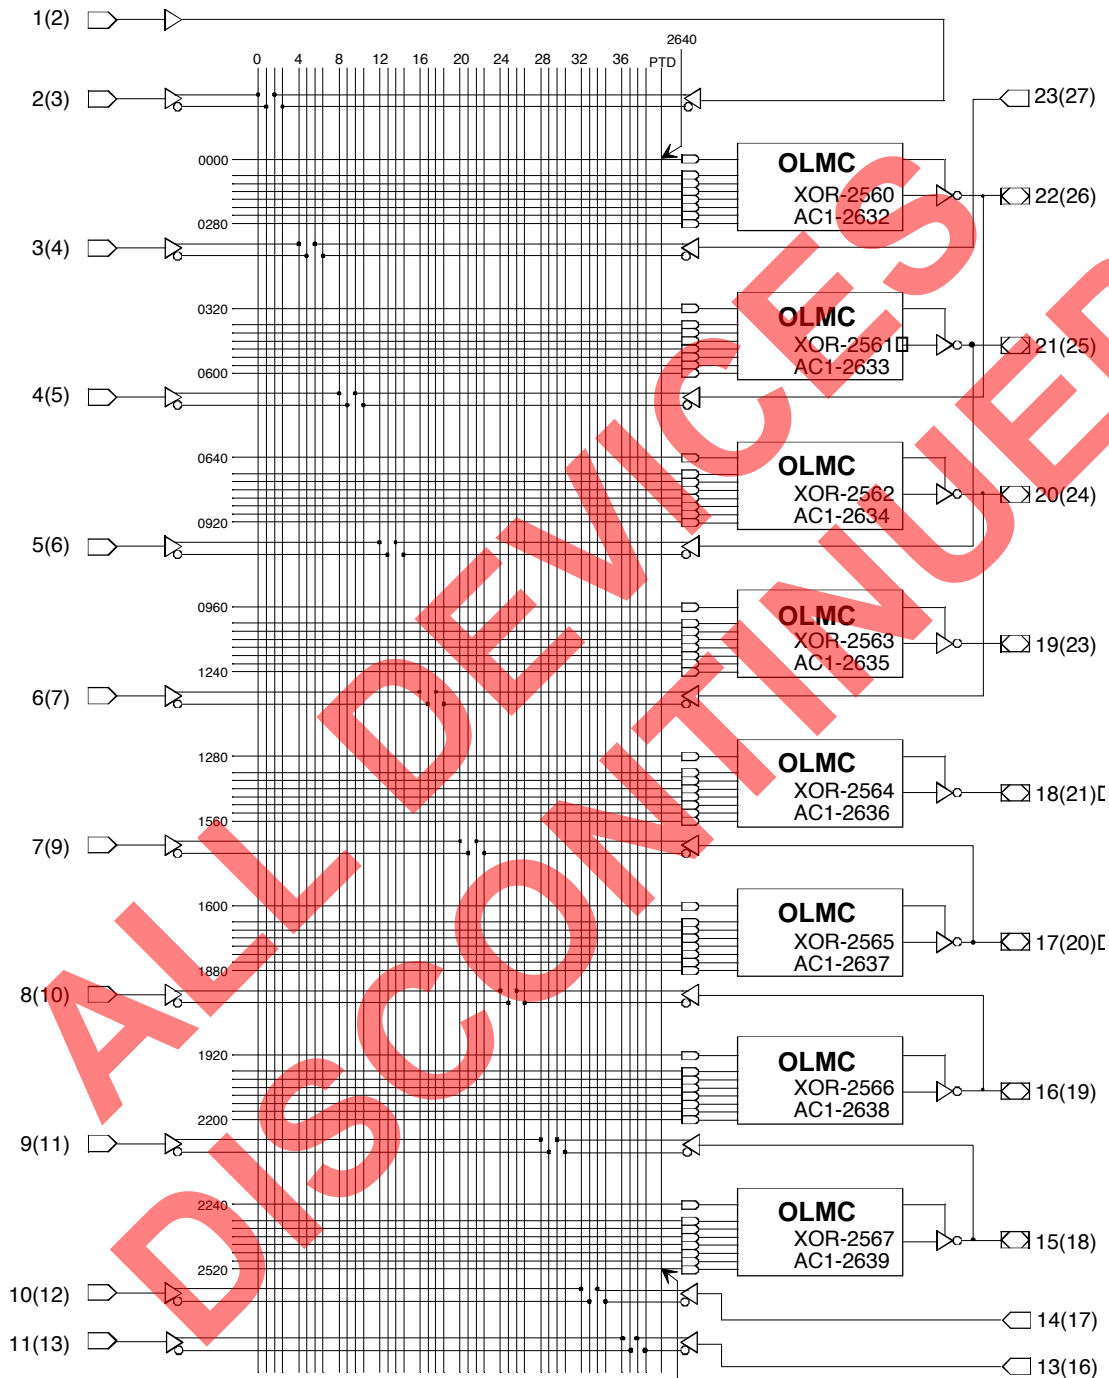 1(2)
2640
0 4 8 12 16 20 24 28 32 36 PTD
2(3)
23(27)
0000
OLMC
XOR-2560
AC1-2632
22(26)
0280
3(4)
0320
OLMC
XOR-2561
AC1-2633
21(25)
0600
4(5)
0640
OLMC
XOR-2562
AC1-2634
20(24)
0920
5(6)
0960
OLMC
XOR-2563
AC1-2635
19(23)
1240
6(7)
1280
OLMC
XOR-2564
AC1-2636
18(21)
1560
7(9)
1600
OLMC
XOR-2565
AC1-2637
17(20)
1880
8(10)
1920
OLMC
XOR-2566
AC1-2638
16(19)
2200
9(11)
2240
OLMC
XOR-2567
AC1-2639
15(18)
2520
10(12)
14(17)
11(13)
13(16)
ALL DEVICES
DISCONTINUED